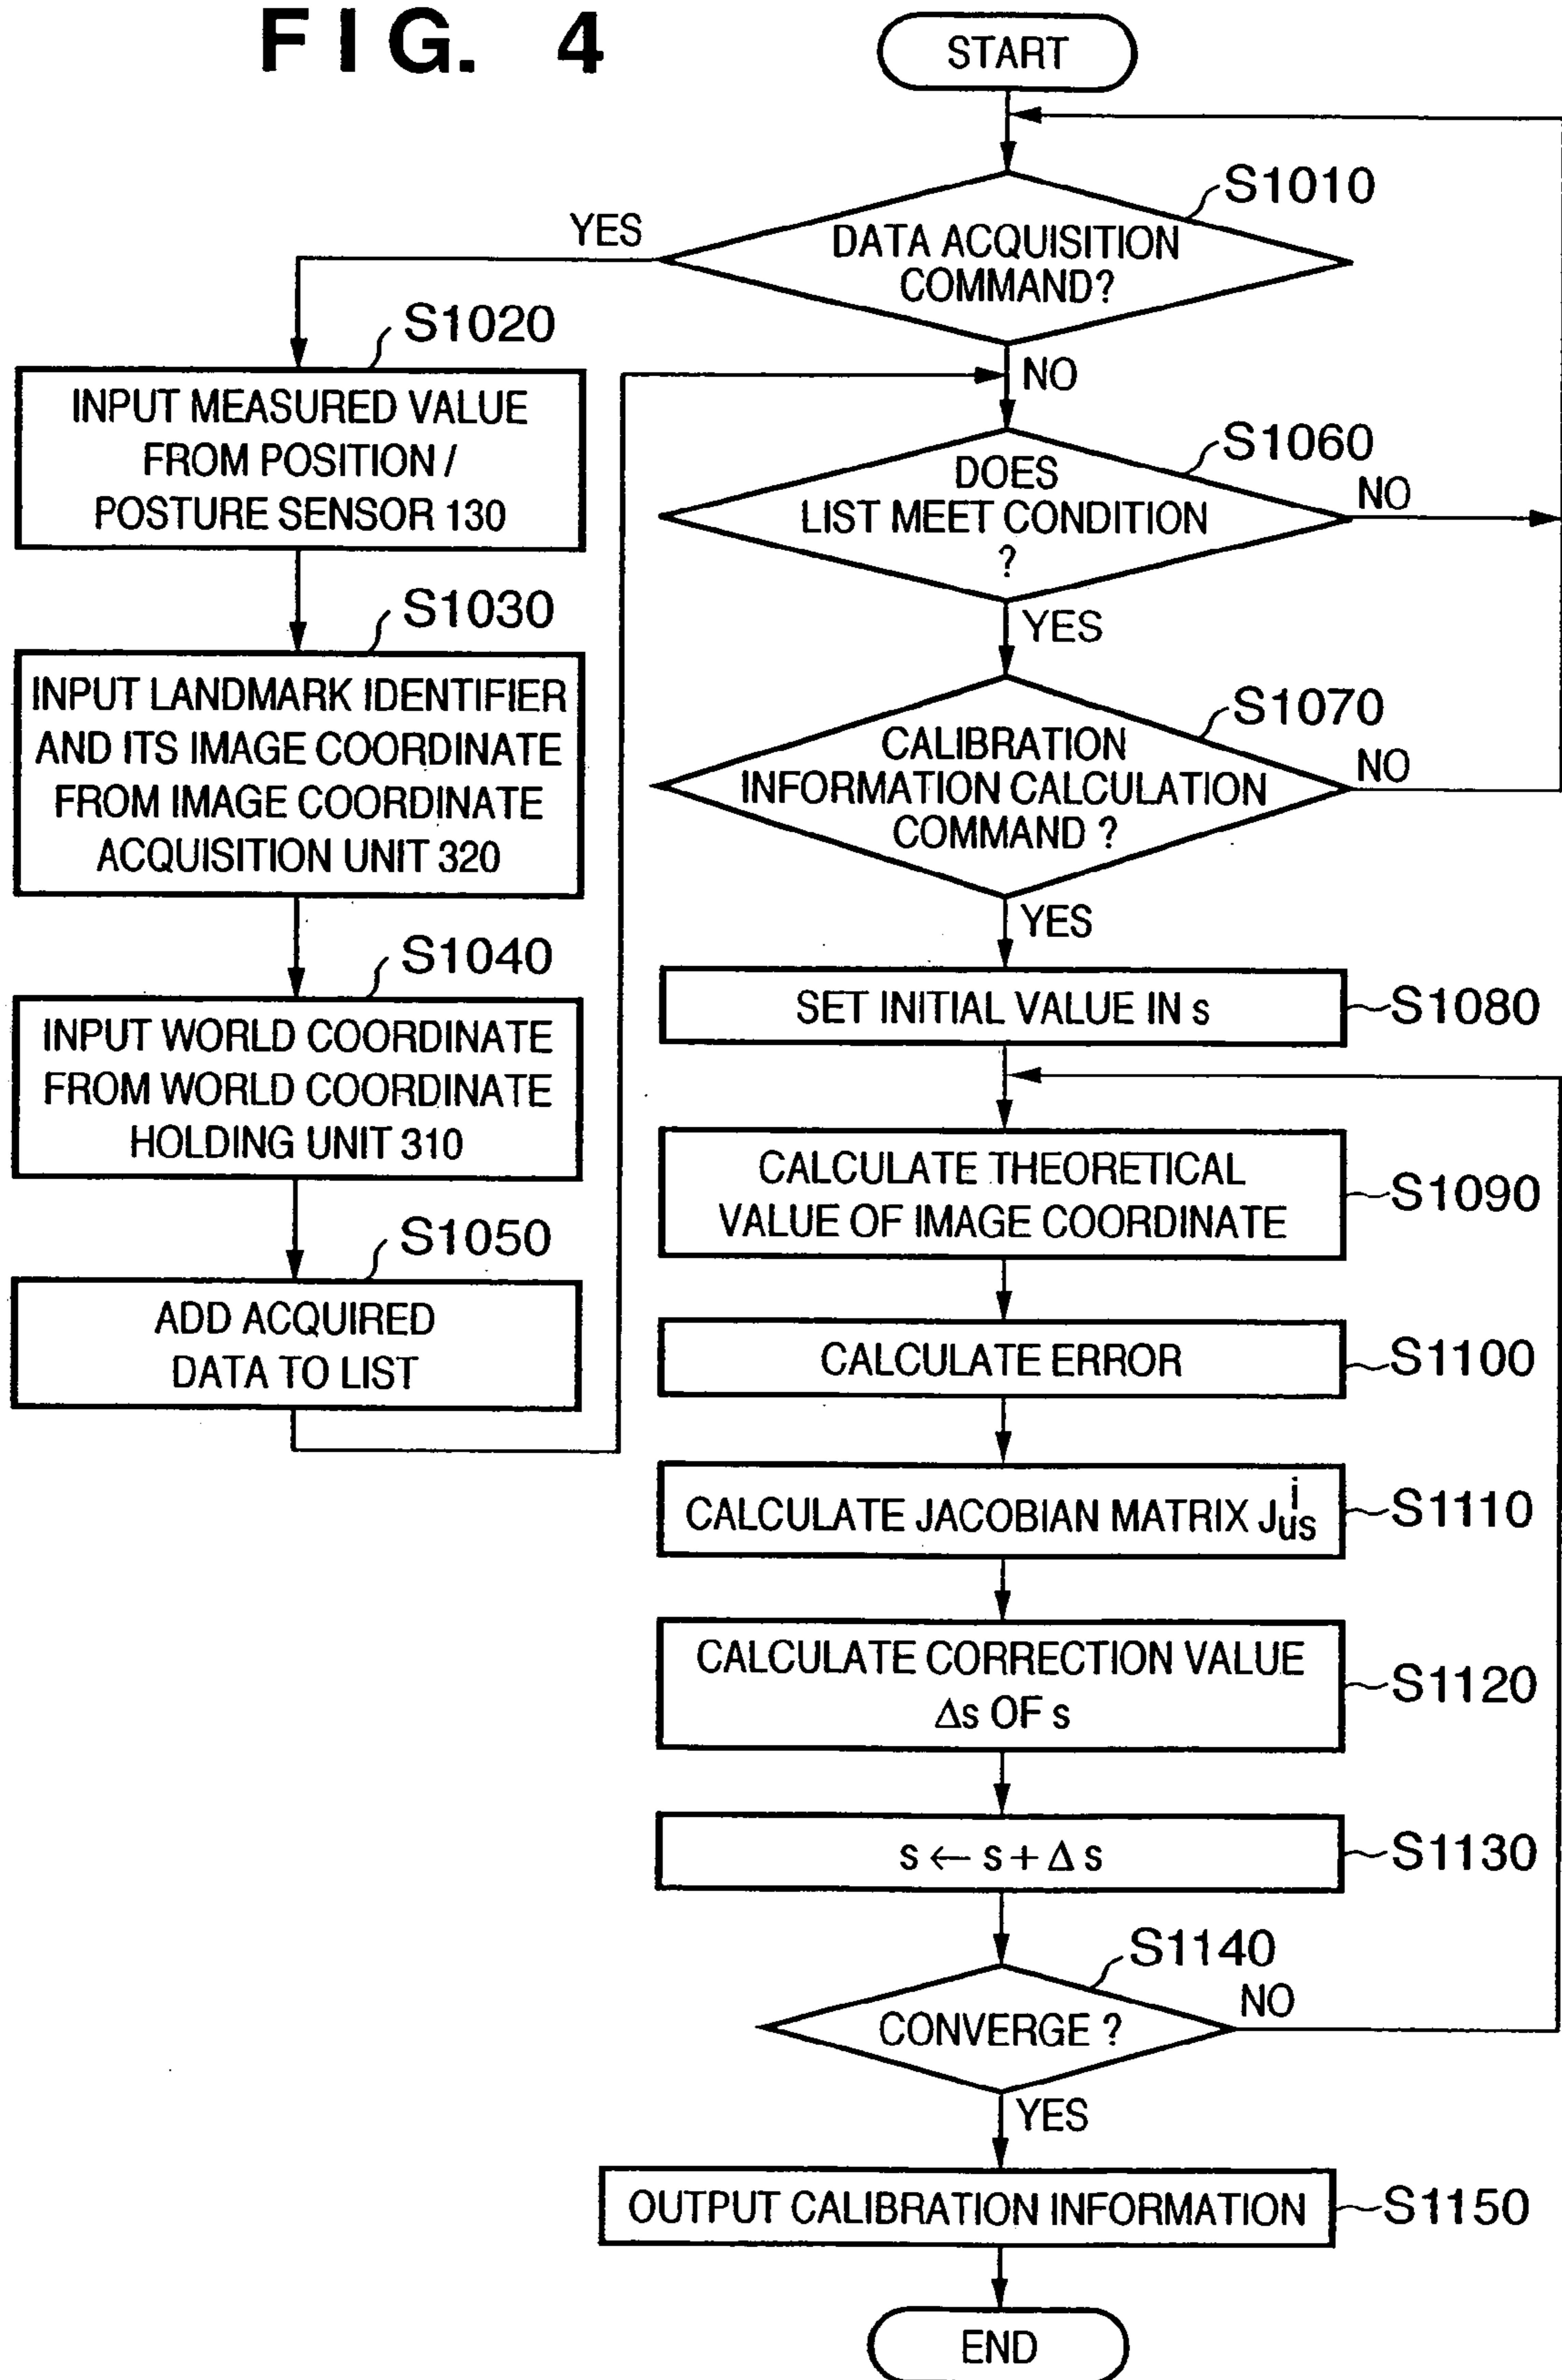 FIG. 4
START
S1010
DATA ACQUISITION
COMMAND?
YES
NO
S1020
INPUT MEASURED VALUE
FROM POSITION /
POSTURE SENSOR 130
S1030
INPUT LANDMARK IDENTIFIER
AND ITS IMAGE COORDINATE
FROM IMAGE COORDINATE
ACQUISITION UNIT 320
S1040
INPUT WORLD COORDINATE
FROM WORLD COORDINATE
HOLDING UNIT 310
S1050
ADD ACQUIRED
DATA TO LIST
S1060
DOES
LIST MEET CONDITION
?
NO
YES
S1070
CALIBRATION
INFORMATION CALCULATION
COMMAND ?
NO
YES
SET INITIAL VALUE IN s
S1080
CALCULATE THEORETICAL
VALUE OF IMAGE COORDINATE
S1090
CALCULATE ERROR
S1100
CALCULATE JACOBIAN MATRIX J_us^i
S1110
CALCULATE CORRECTION VALUE
Δs OF s
S1120
s ← s + Δ s
S1130
S1140
CONVERGE ?
NO
YES
OUTPUT CALIBRATION INFORMATION
S1150
END